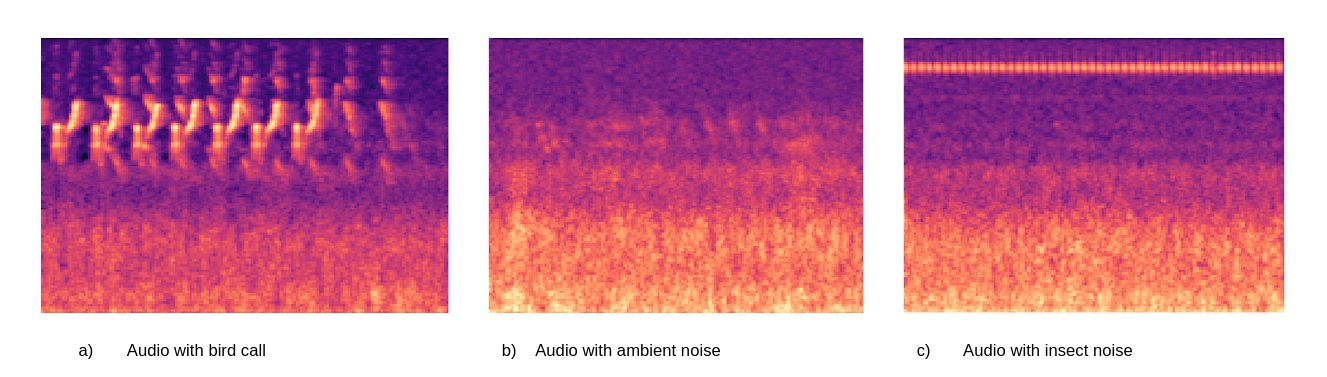 a) Audio with bird call
b) Audio with ambient noise
c) Audio with insect noise